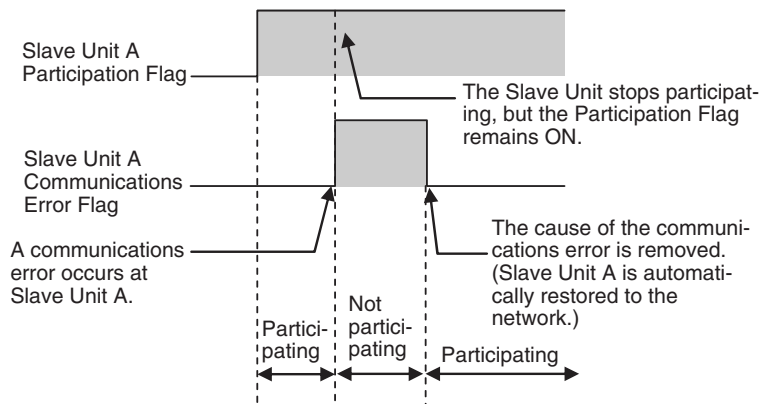 Slave Unit A
Participation Flag
The Slave Unit stops participat-
ing, but the Participation Flag
remains ON.
Slave Unit A
Communications
Error Flag
A communications
error occurs at
Slave Unit A.
The cause of the communi-
cations error is removed.
(Slave Unit A is automati-
cally restored to the
network.)
Partici-
pating
Not
partici-
pating
Participating